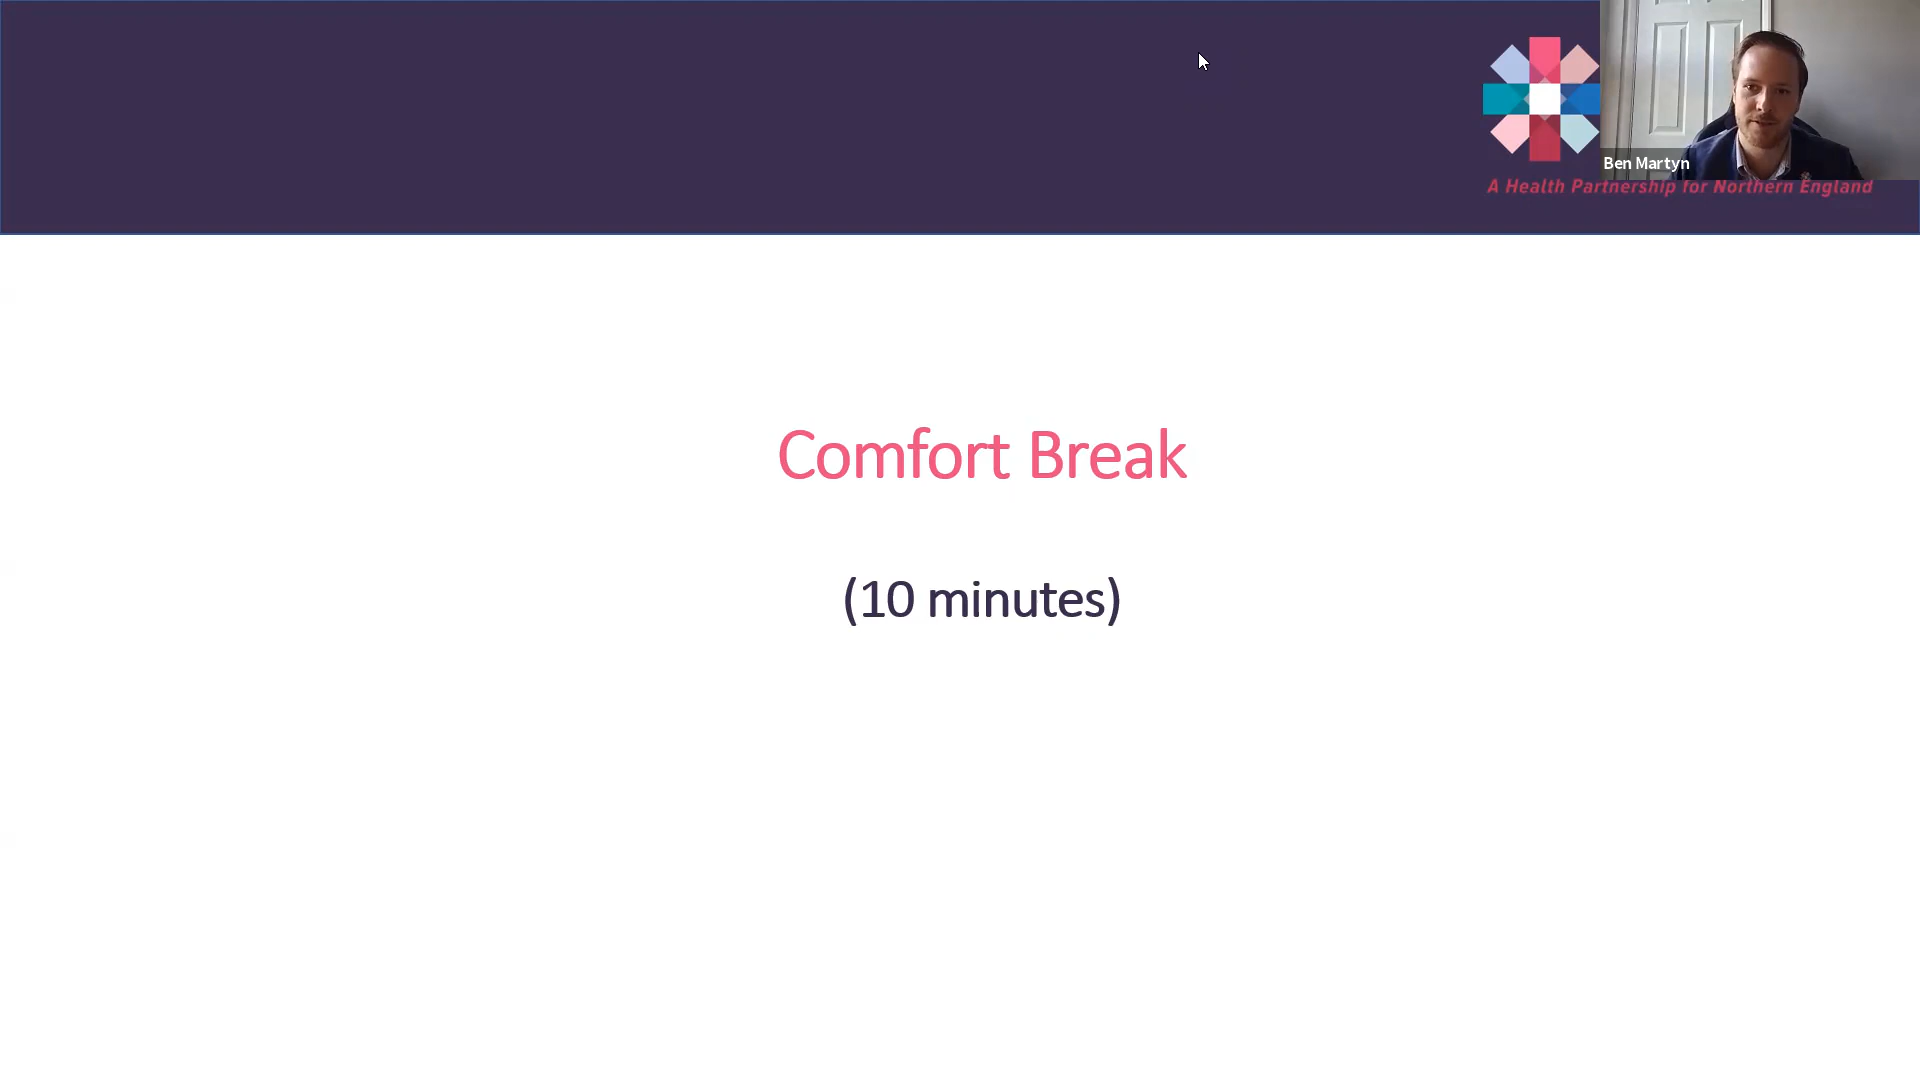 Ben Martyn
A Health Partnership for Northern England
Comfort Break
(10 minutes)